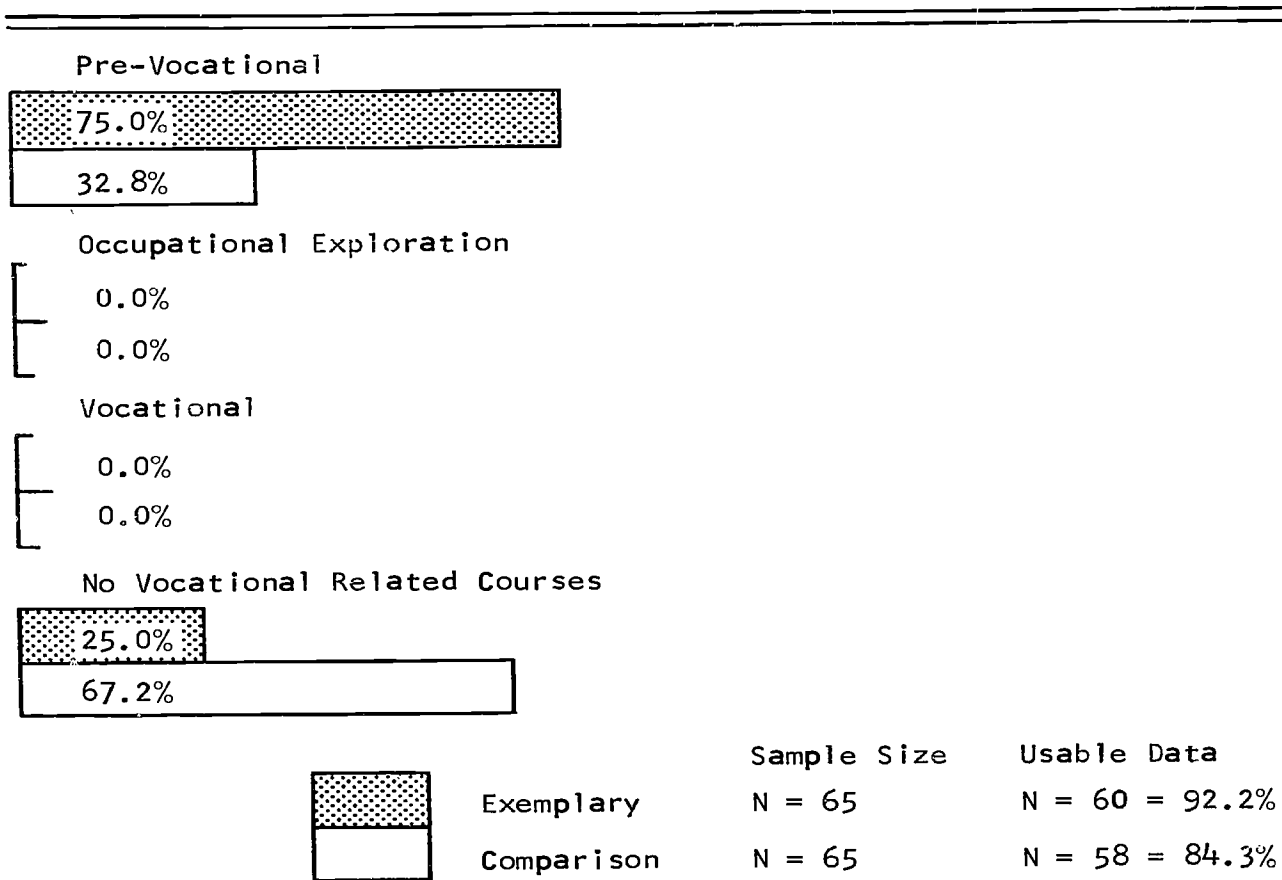 Pre-Vocational
75.0%
32.8%
Occupational Exploration
0.0%
0.0%
Vocational
0.0%
0.0%
No Vocational Related Courses
25.0%
67.2%
Sample Size Usable Data
Exemplary N = 65 N = 60 = 92.2%
Comparison N = 65 N = 58 = 84.3%